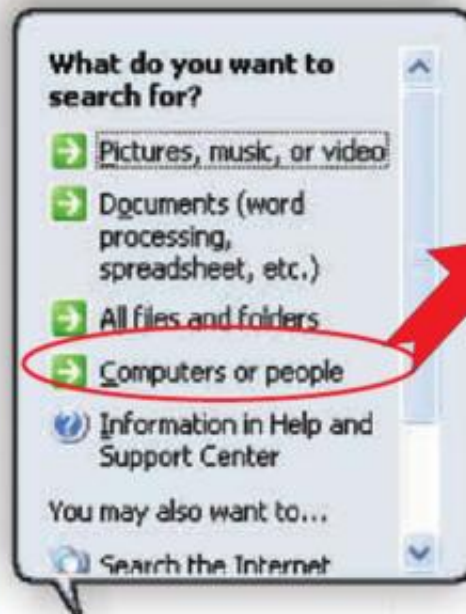 What do you want to
search for?
Pictures, music, or video
Documents (word
processing,
spreadsheet, etc.)
All files and folders
Computers or people
Information in Help and
Support Center
You may also want to...
Search the Internet